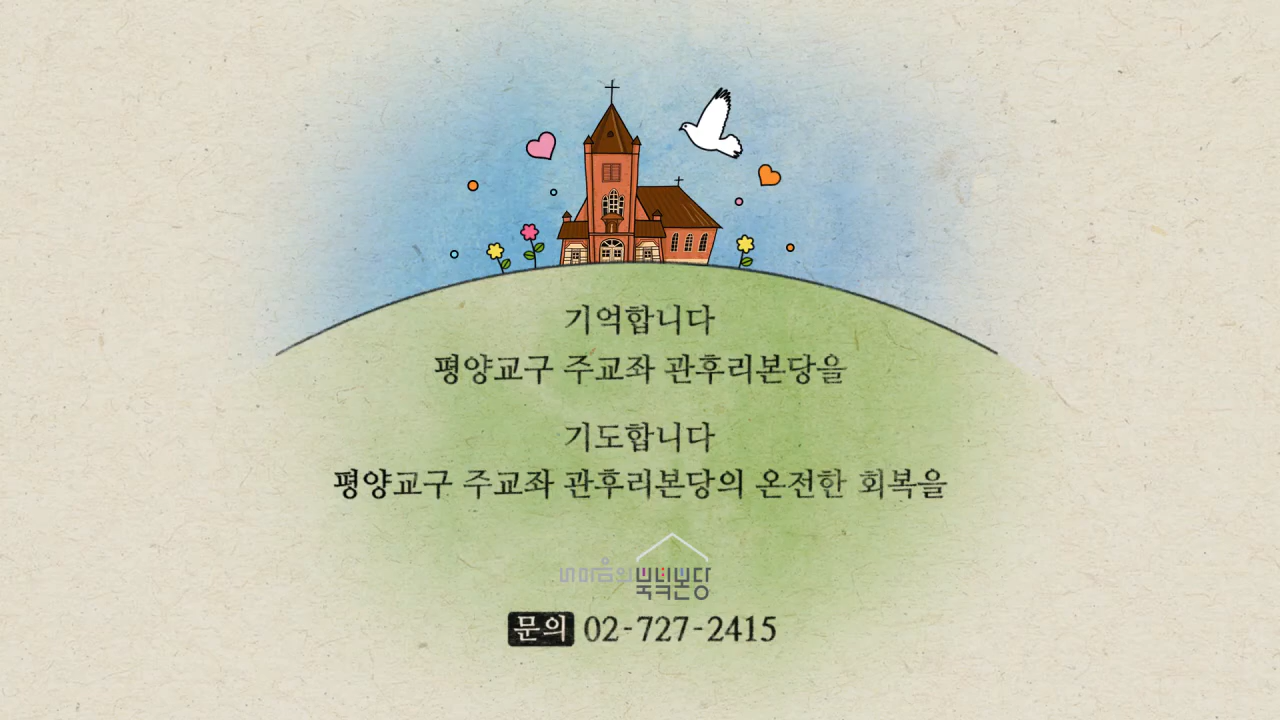 기억합니다
평양교구 주교좌 관후리본당을
기도합니다
평양교구 주교좌 관후리본당의 온전한 회복을
내마음의 북녘본당
문의 02-727-2415